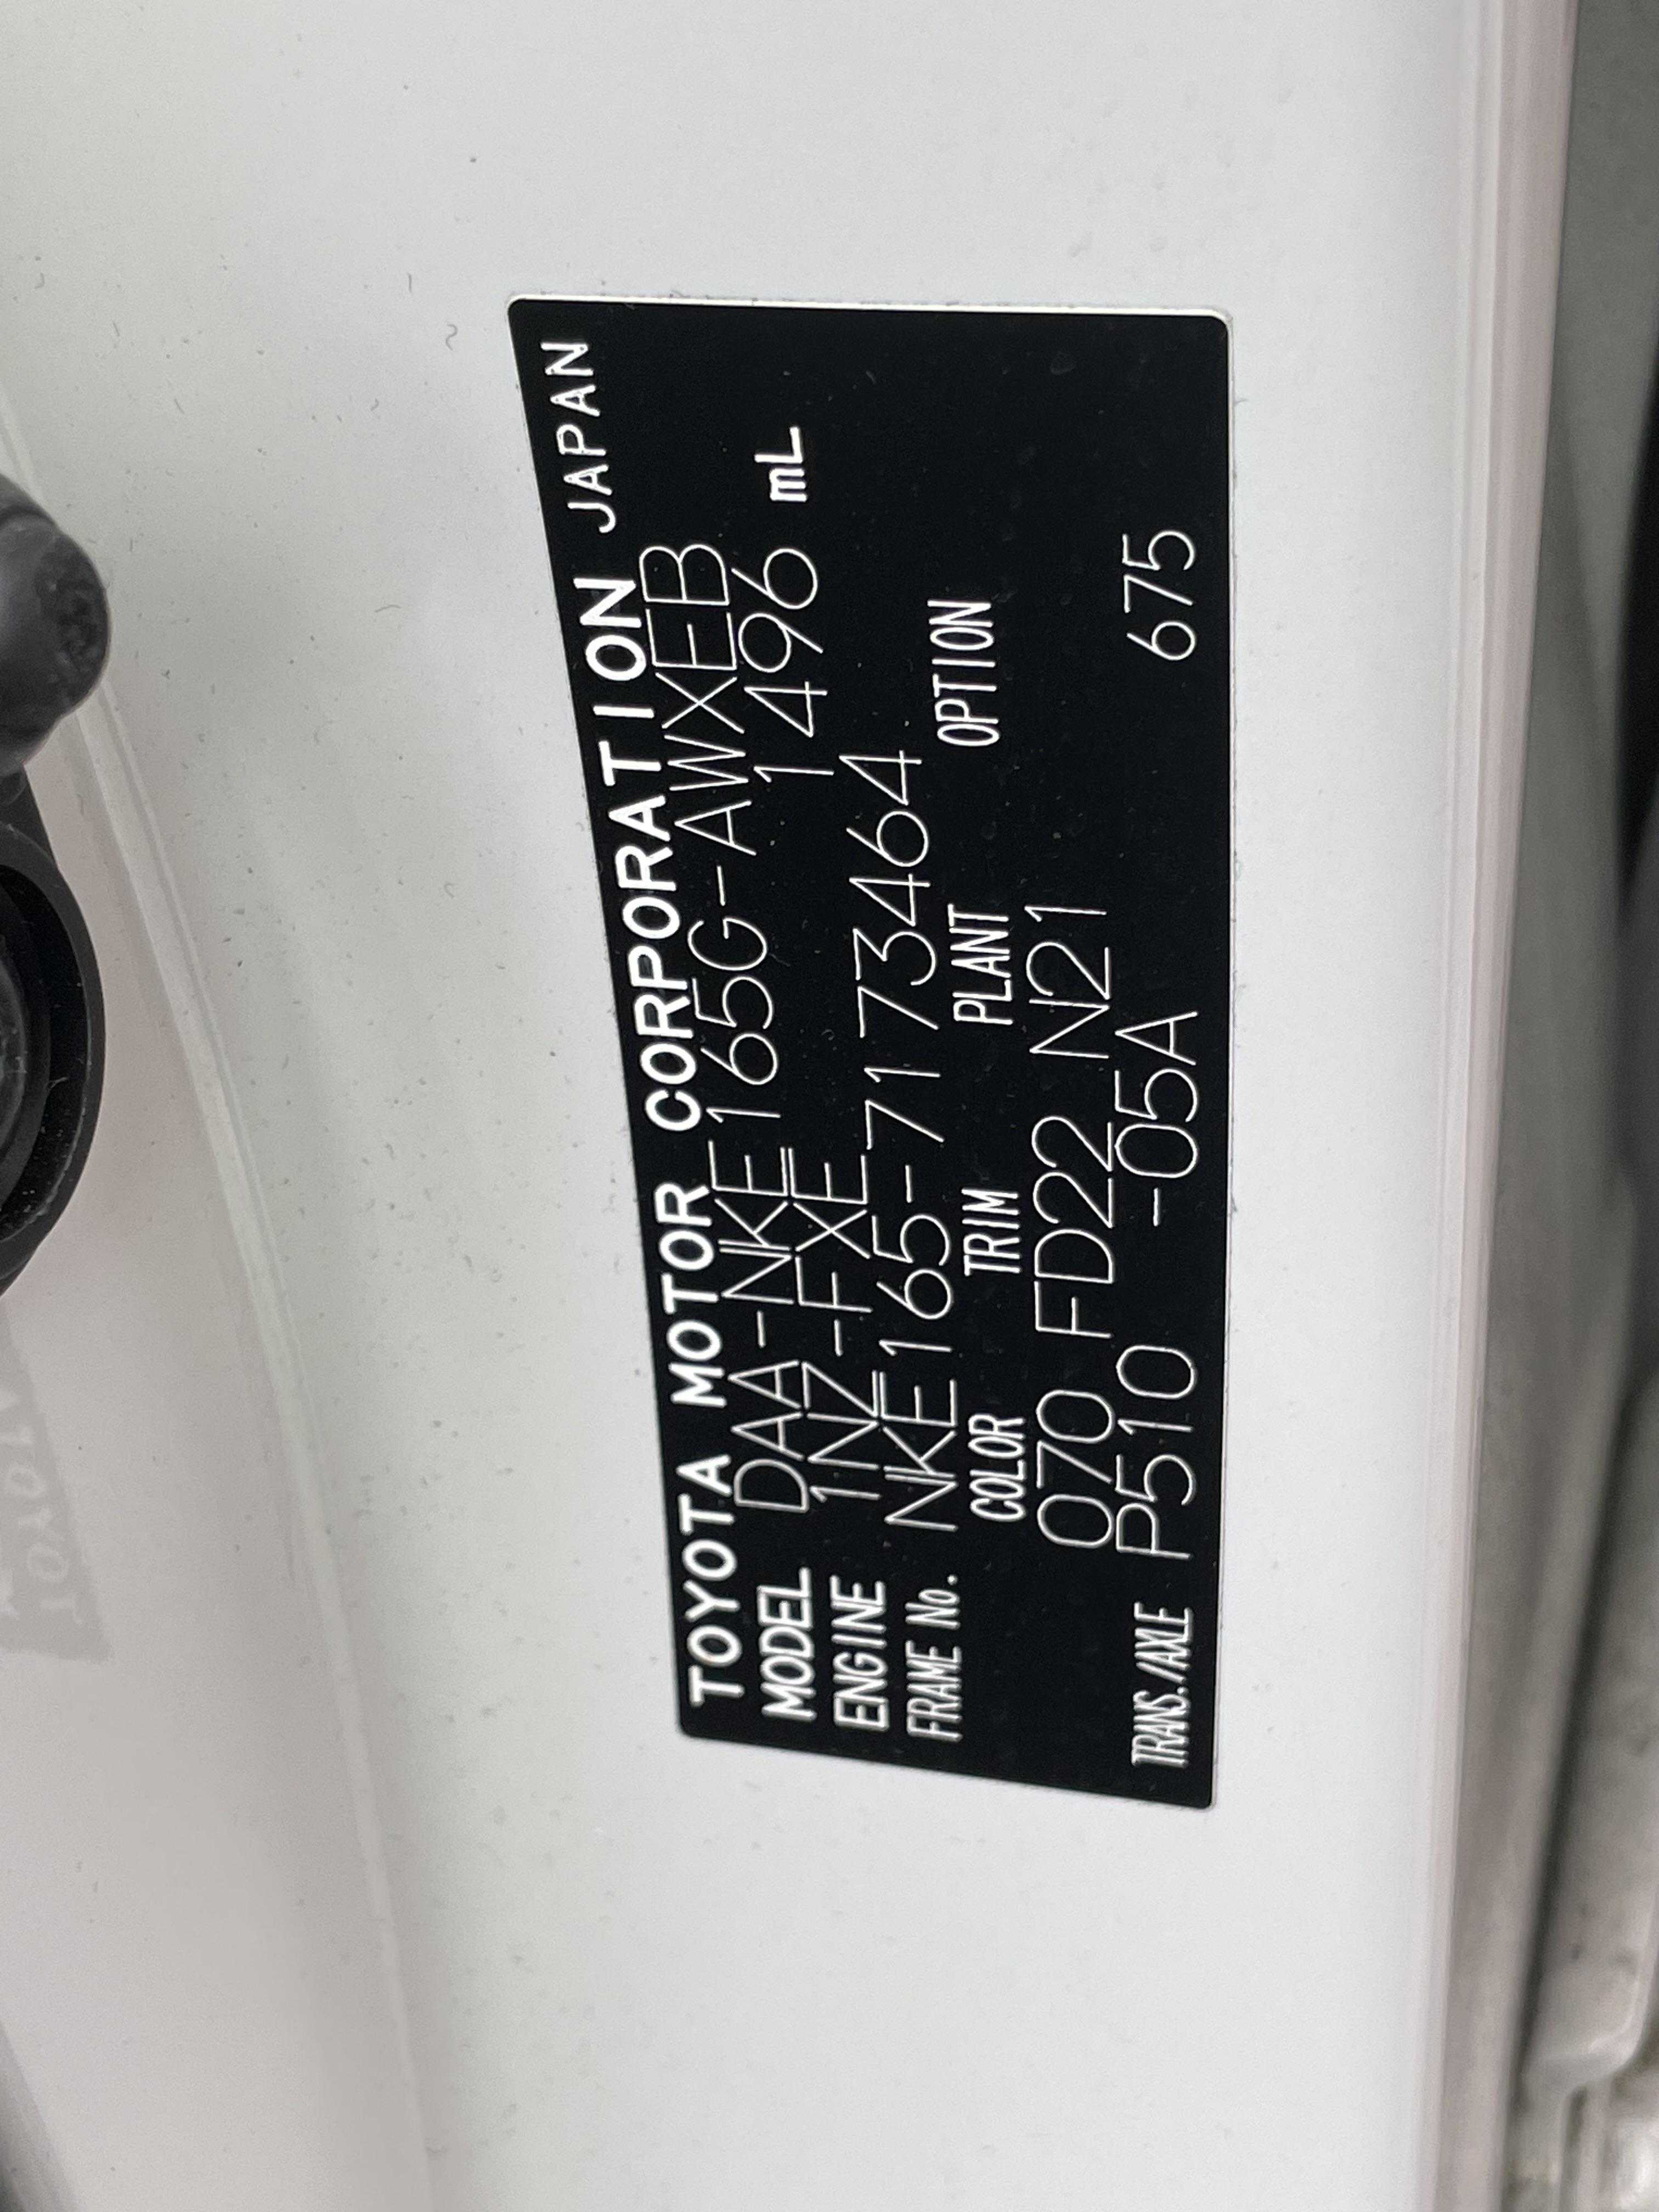 TOYOTA MOTOR CORPORATION JAPAN
MODEL DAA-NKE165G-AWXEB
ENGINE 1NZ-FXE 1496 mL
FRAME No. NKE165-7173464
COLOR TRIM PLANT OPTION
070 FD22 N21
TRANS./AXLE P510 -05A 675
TOYOTA